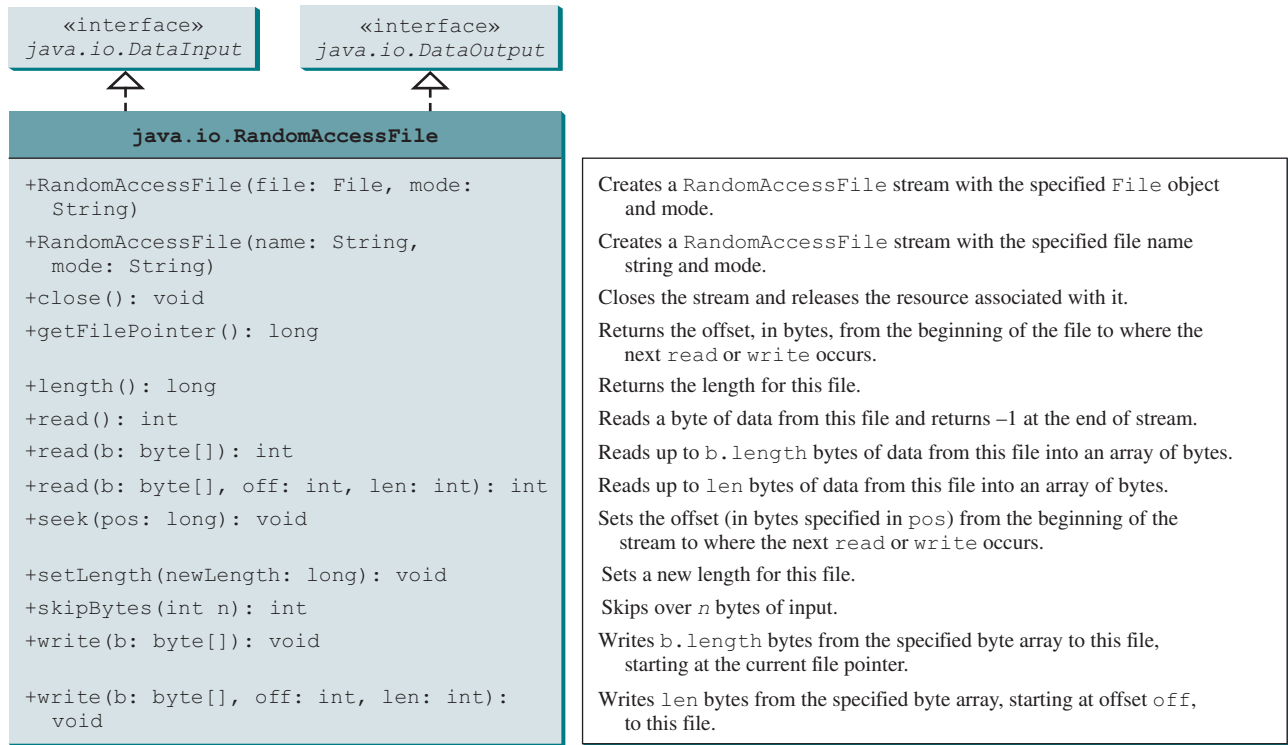 «interface»
java.io.DataInput
«interface»
java.io.DataOutput
java.io.RandomAccessFile
+RandomAccessFile(file: File, mode:
String)
Creates a RandomAccessFile stream with the specified File object
and mode.
+RandomAccessFile(name: String,
mode: String)
Creates a RandomAccessFile stream with the specified file name
string and mode.
+close(): void
Closes the stream and releases the resource associated with it.
+getFilePointer(): long
Returns the offset, in bytes, from the beginning of the file to where the
next read or write occurs.
+length(): long
Returns the length for this file.
+read(): int
Reads a byte of data from this file and returns –1 at the end of stream.
+read(b: byte[]): int
Reads up to b.length bytes of data from this file into an array of bytes.
+read(b: byte[], off: int, len: int): int
Reads up to len bytes of data from this file into an array of bytes.
+seek(pos: long): void
Sets the offset (in bytes specified in pos) from the beginning of the
stream to where the next read or write occurs.
+setLength(newLength: long): void
Sets a new length for this file.
+skipBytes(int n): int
Skips over n bytes of input.
+write(b: byte[]): void
Writes b.length bytes from the specified byte array to this file,
starting at the current file pointer.
+write(b: byte[], off: int, len: int):
void
Writes len bytes from the specified byte array, starting at offset off,
to this file.